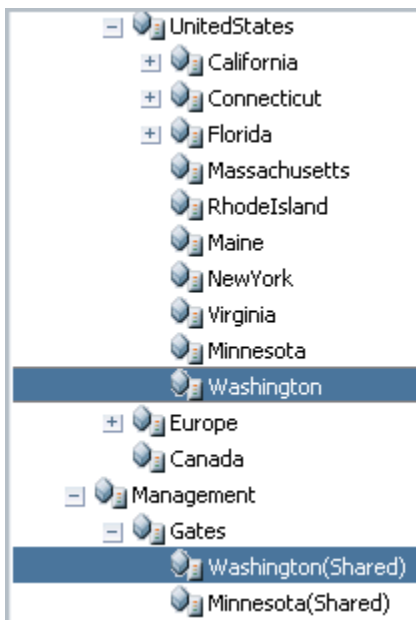 UnitedStates
California
Connecticut
Florida
Massachusetts
RhodeIsland
Maine
NewYork
Virginia
Minnesota
Washington
Europe
Canada
Management
Gates
Washington(Shared)
Minnesota(Shared)